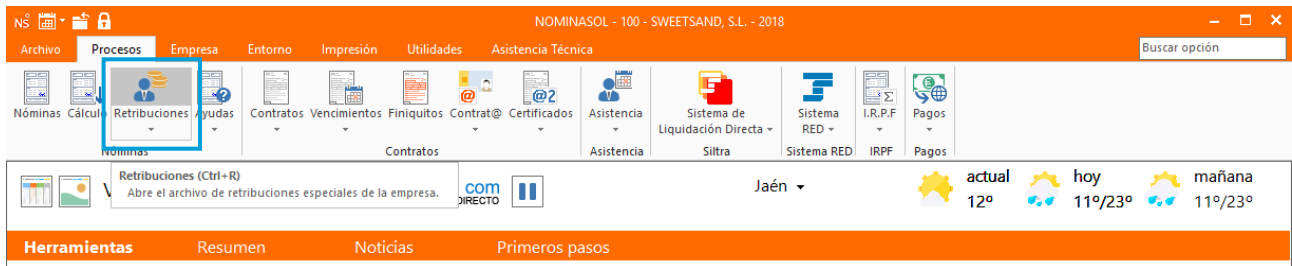 NOMINASOL - 100 - SWEETSAND, S.L. - 2018
Archivo Procesos Empresa Entorno Impresión Utilidades Asistencia Técnica Buscar opción
Nóminas Cálculo Retribuciones Ayudas Contratos Vencimientos Finiquitos Contrat@ Certificados Asistencia Sistema de Liquidación Directa Sistema RED I.R.P.F Pagos
Nóminas Contratos Asistencia Siltra Sistema RED IRPF Pagos
Retribuciones (Ctrl+R)
Abre el archivo de retribuciones especiales de la empresa.
com
Jaén
actual hoy mañana
12º 11º/23º 11º/23º
Herramientas Resumen Noticias Primeros pasos